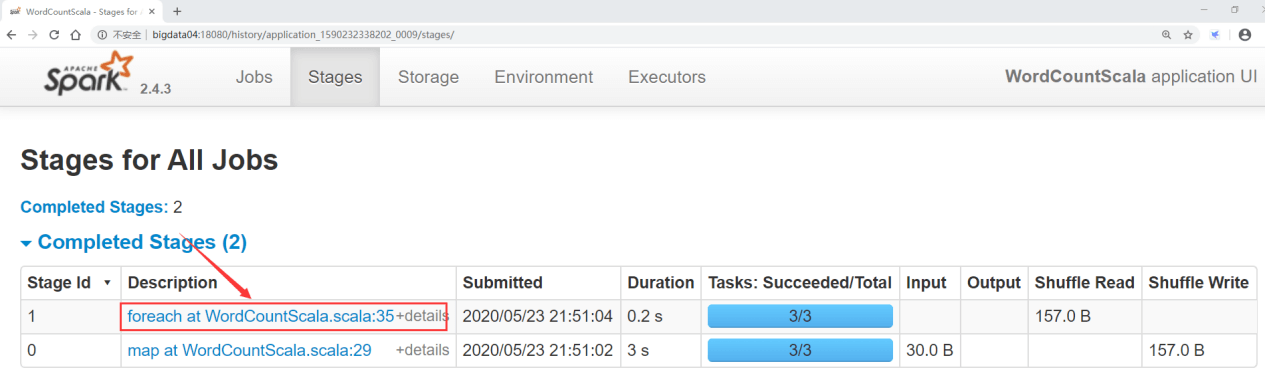 WordCountScala - Stages for A
不安全 | bigdata04:18080/history/application_1590232338202_0009/stages/
APACHE Spark 2.4.3 Jobs Stages Storage Environment Executors WordCountScala application UI
Stages for All Jobs
Completed Stages: 2
Completed Stages (2)
Stage Id Description Submitted Duration Tasks: Succeeded/Total Input Output Shuffle Read Shuffle Write
1 foreach at WordCountScala.scala:35 +details 2020/05/23 21:51:04 0.2 s 3/3 157.0 B
0 map at WordCountScala.scala:29 +details 2020/05/23 21:51:02 3 s 3/3 30.0 B 157.0 B